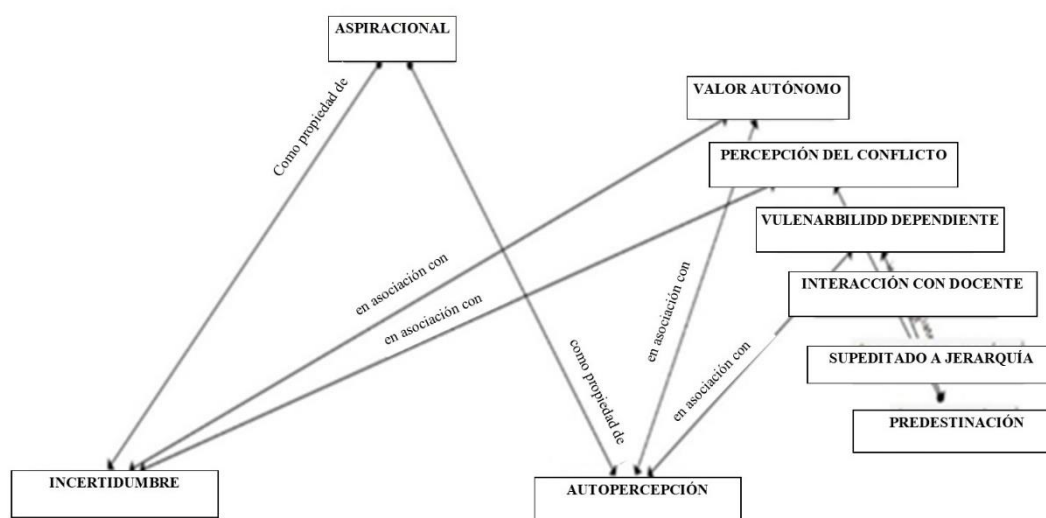 ASPIRACIONAL
Como propiedad de
VALOR AUTÓNOMO
PERCEPCIÓN DEL CONFLICTO
VULENARBILIDD DEPENDIENTE
en asociación con
INTERACCIÓN CON DOCENTE
en asociación con
en asociación con
SUPEDITADO A JERARQUÍA
como propiedad de
en asociación con
PREDESTINACIÓN
INCERTIDUMBRE
AUTOPERCEPCIÓN